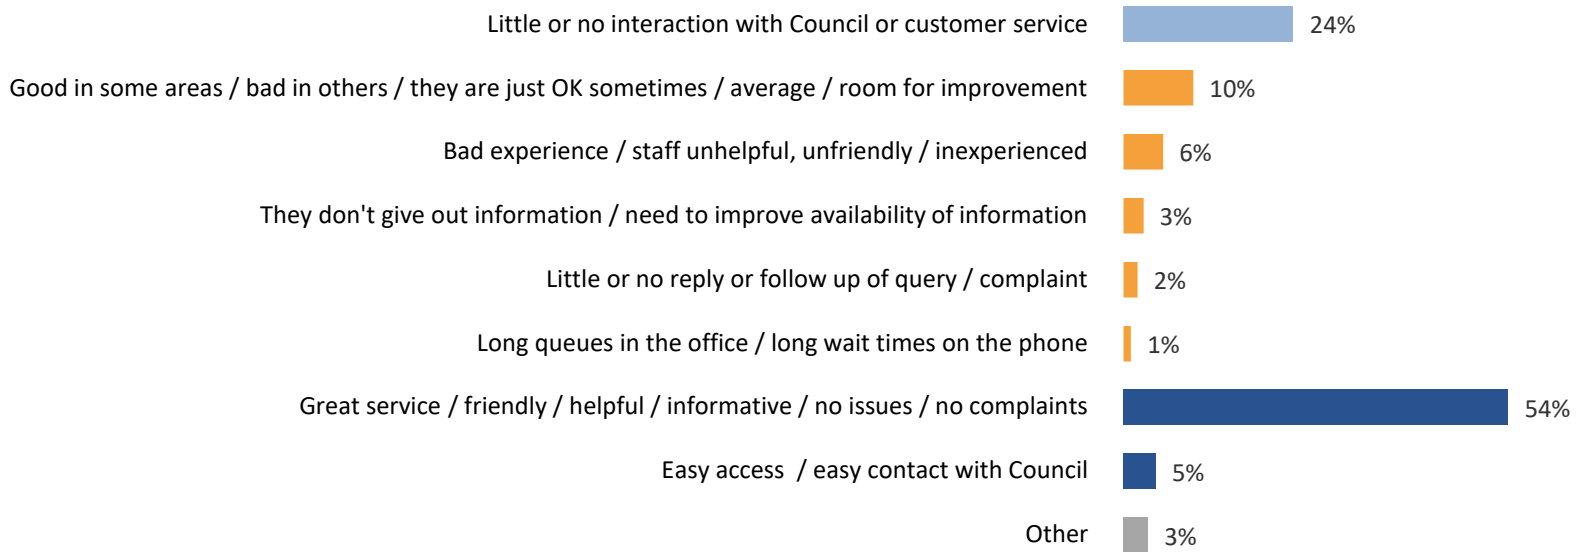 Little or no interaction with Council or customer service 24%
Good in some areas / bad in others / they are just OK sometimes / average / room for improvement 10%
Bad experience / staff unhelpful, unfriendly / inexperienced 6%
They don't give out information / need to improve availability of information 3%
Little or no reply or follow up of query / complaint 2%
Long queues in the office / long wait times on the phone 1%
Great service / friendly / helpful / informative / no issues / no complaints 54%
Easy access / easy contact with Council 5%
Other 3%